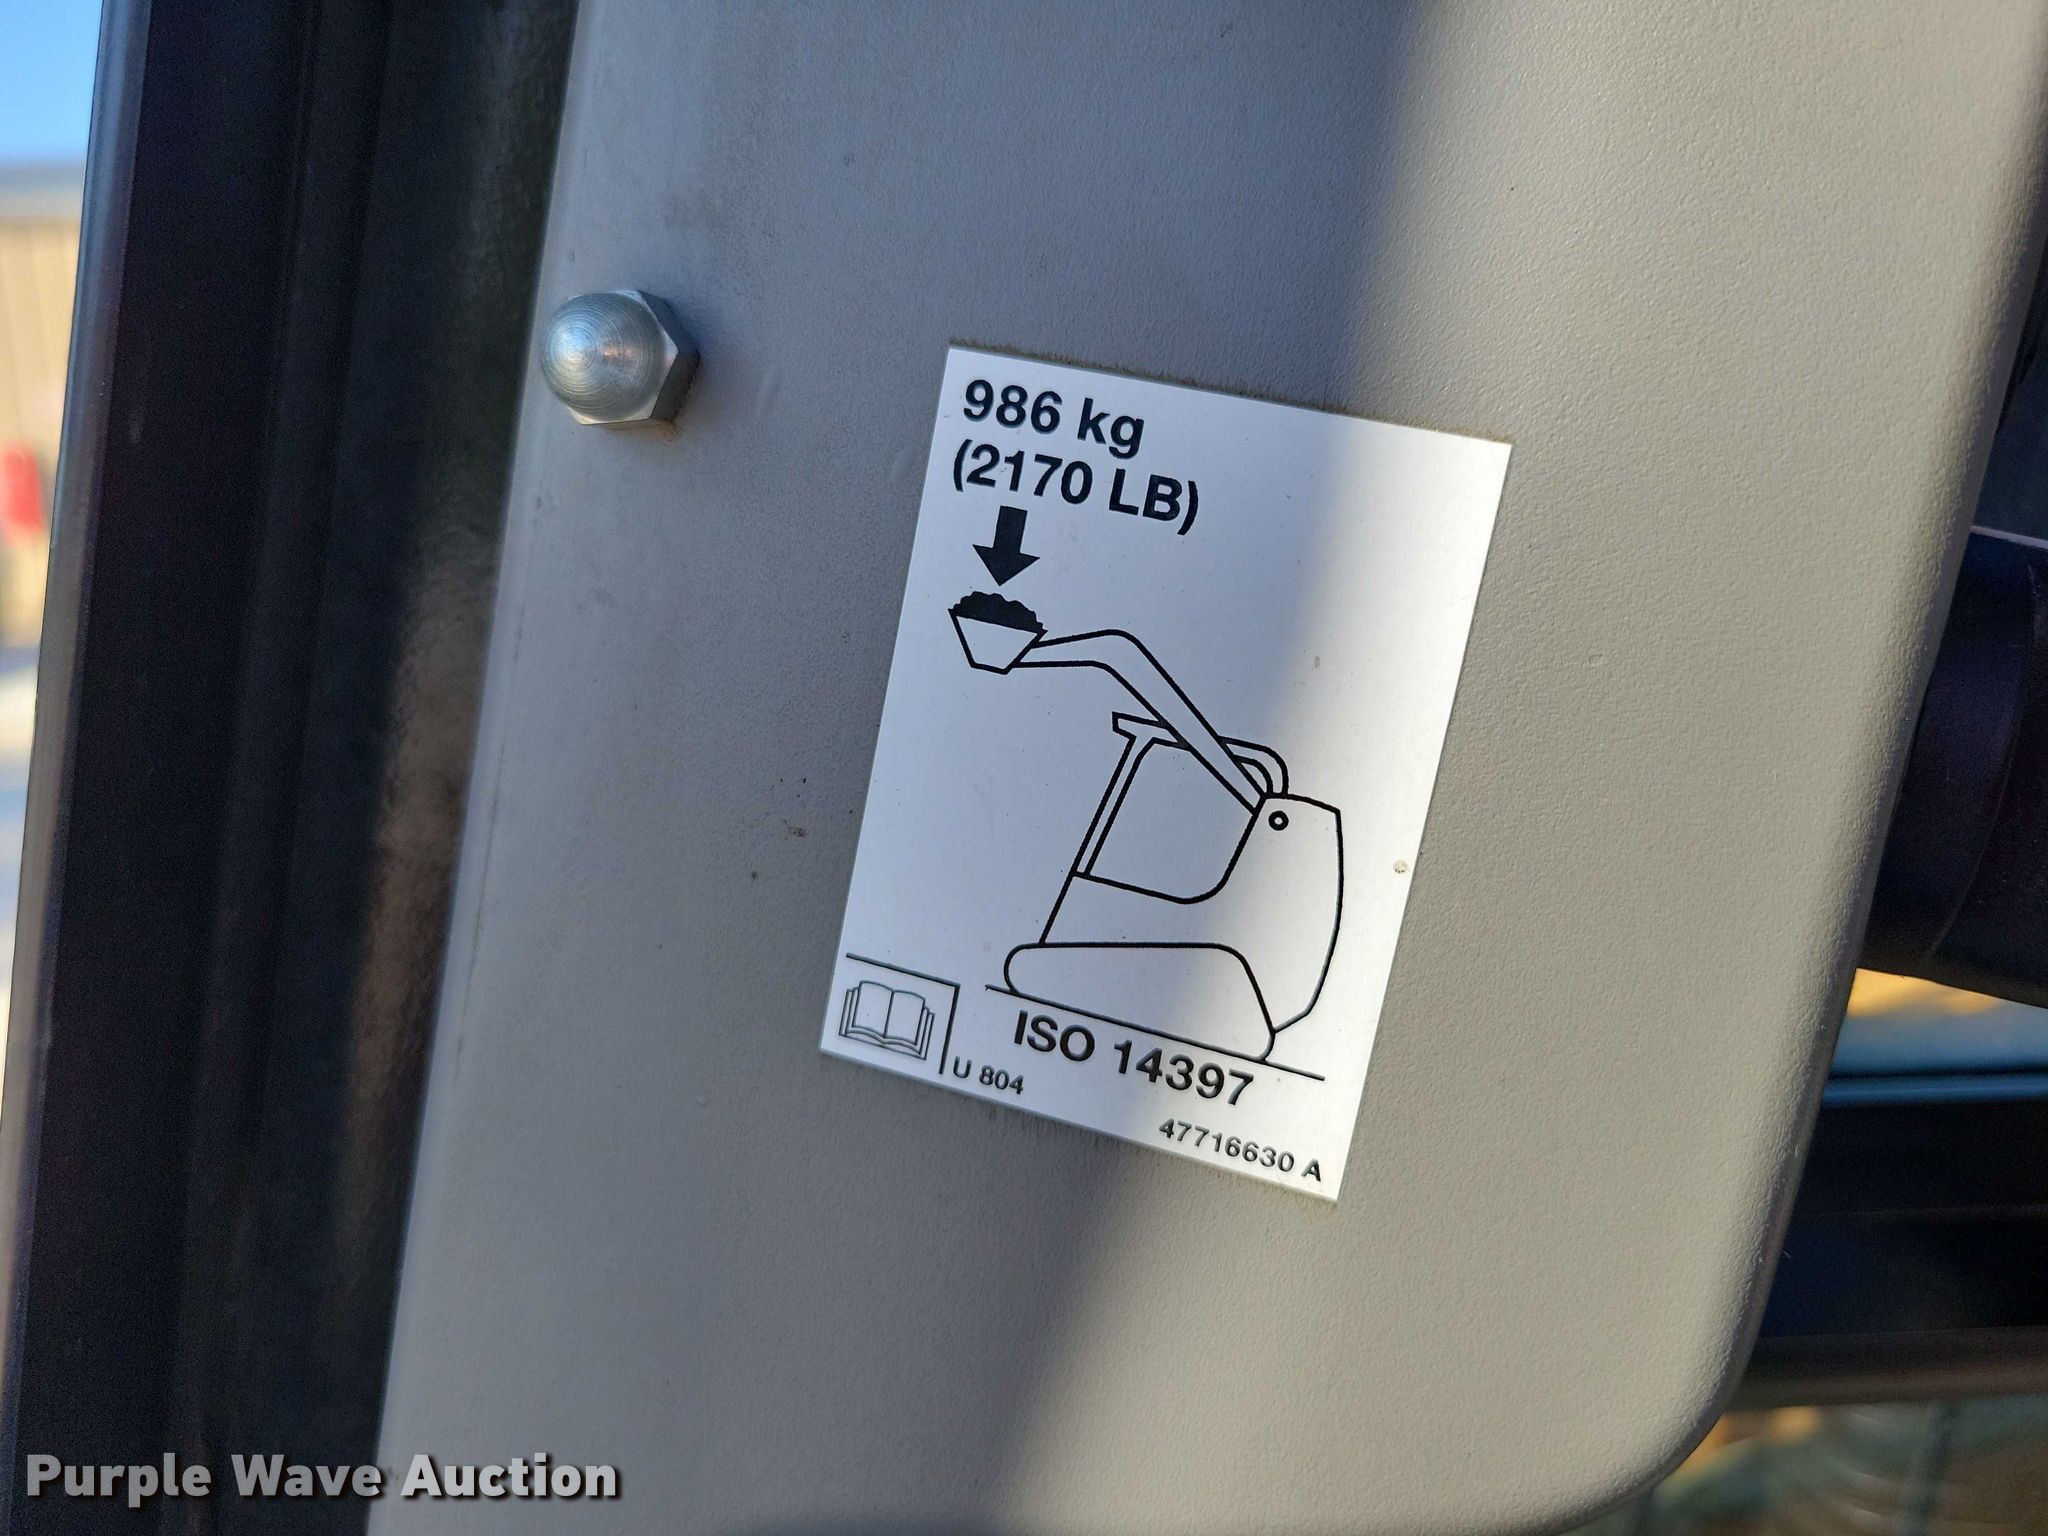 986 kg
(2170 LB)
ISO 14397
U 804
47716630 A
Purple Wave Auction